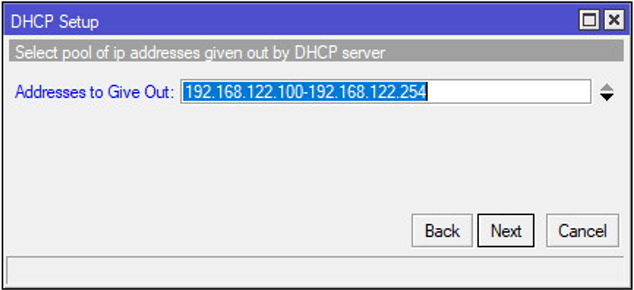 DHCP Setup
Select pool of ip addresses given out by DHCP server
Addresses to Give Out: 192.168.122.100-192.168.122.254
Back Next Cancel